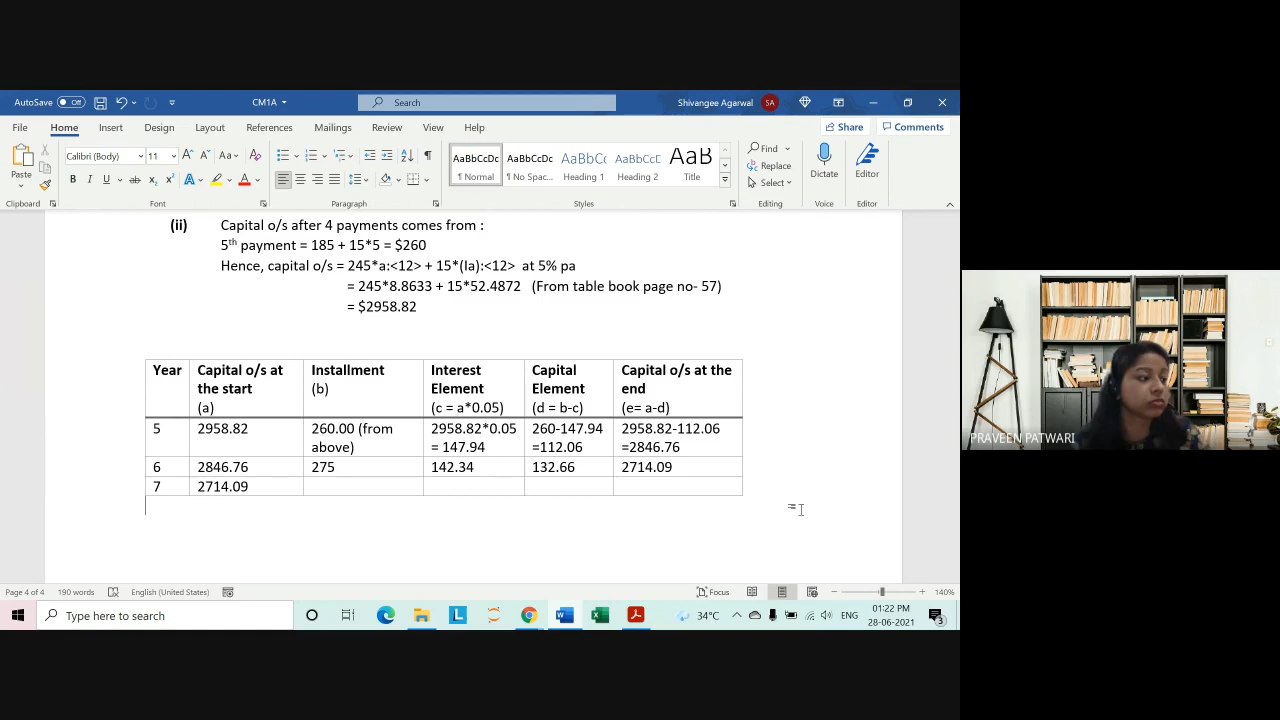 AutoSave Off CM1A Search Shivangee Agarwal SA
File Home Insert Design Layout References Mailings Review View Help Share Comments
Calibri (Body) 11 Aa AaBbCcDc AaBbCcDc AaBbCc AaBbCcD AaB Find
Replace
Paste B I U ab x₂ x² A A ¶ Normal ¶ No Spac... Heading 1 Heading 2 Title Select Dictate Editor
Clipboard Font Paragraph Styles Editing Voice Editor
(ii) Capital o/s after 4 payments comes from :
5th payment = 185 + 15*5 = $260
Hence, capital o/s = 245*a:<12> + 15*(Ia):<12> at 5% pa
= 245*8.8633 + 15*52.4872 (From table book page no- 57)
= $2958.82
Year Capital o/s at the start (a) Installment (b) Interest Element (c = a*0.05) Capital Element (d = b-c) Capital o/s at the end (e= a-d)
5 2958.82 260.00 (from above) 2958.82*0.05 = 147.94 260-147.94 =112.06 2958.82-112.06 =2846.76
6 2846.76 275 142.34 132.66 2714.09
7 2714.09
PRAVEEN PATWARI
Page 4 of 4 190 words English (United States) Focus 140%
Type here to search 34°C ENG 01:22 PM
28-06-2021 3